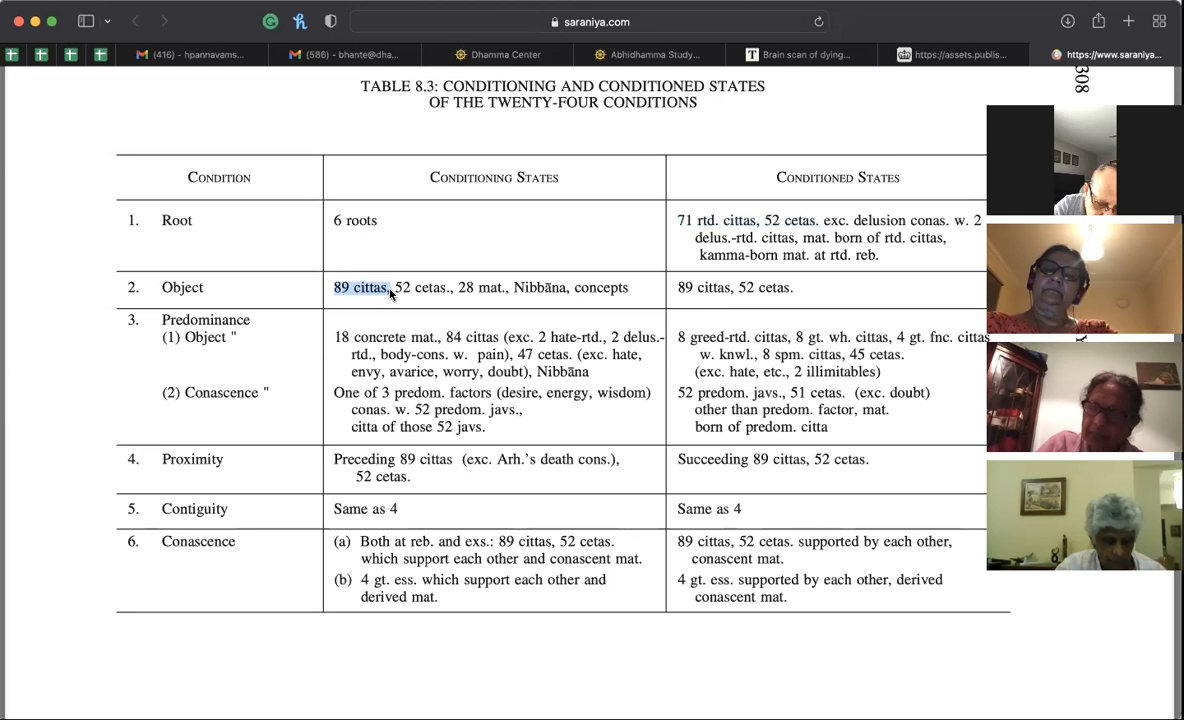 saraniya.com
(416) - hpannavams...
(586) - bhante@dha...
Dhamma Center
Abhidhamma Study...
Brain scan of dying...
https://assets.publis...
https://www.saraniya...
308
TABLE 8.3: CONDITIONING AND CONDITIONED STATES
OF THE TWENTY-FOUR CONDITIONS
CONDITION
CONDITIONING STATES
CONDITIONED STATES
1. Root
6 roots
71 rtd. cittas, 52 cetas. exc. delusion conas. w. 2
delus.-rtd. cittas, mat. born of rtd. cittas,
kamma-born mat. at rtd. reb.
2. Object
89 cittas, 52 cetas., 28 mat., Nibbāna, concepts
89 cittas, 52 cetas.
3. Predominance
(1) Object "
18 concrete mat., 84 cittas (exc. 2 hate-rtd., 2 delus.-
rtd., body-cons. w. pain), 47 cetas. (exc. hate,
envy, avarice, worry, doubt), Nibbāna
8 greed-rtd. cittas, 8 gt. wh. cittas, 4 gt. fnc. cittas
w. knwl., 8 spm. cittas, 45 cetas.
(exc. hate, etc., 2 illimitables)
(2) Conascence "
One of 3 predom. factors (desire, energy, wisdom)
conas. w. 52 predom. javs.,
citta of those 52 javs.
52 predom. javs., 51 cetas. (exc. doubt)
other than predom. factor, mat.
born of predom. citta
4. Proximity
Preceding 89 cittas (exc. Arh.'s death cons.),
52 cetas.
Succeeding 89 cittas, 52 cetas.
5. Contiguity
Same as 4
Same as 4
6. Conascence
(a) Both at reb. and exs.: 89 cittas, 52 cetas.
which support each other and conascent mat.
89 cittas, 52 cetas. supported by each other,
conascent mat.
(b) 4 gt. ess. which support each other and
derived mat.
4 gt. ess. supported by each other, derived
conascent mat.